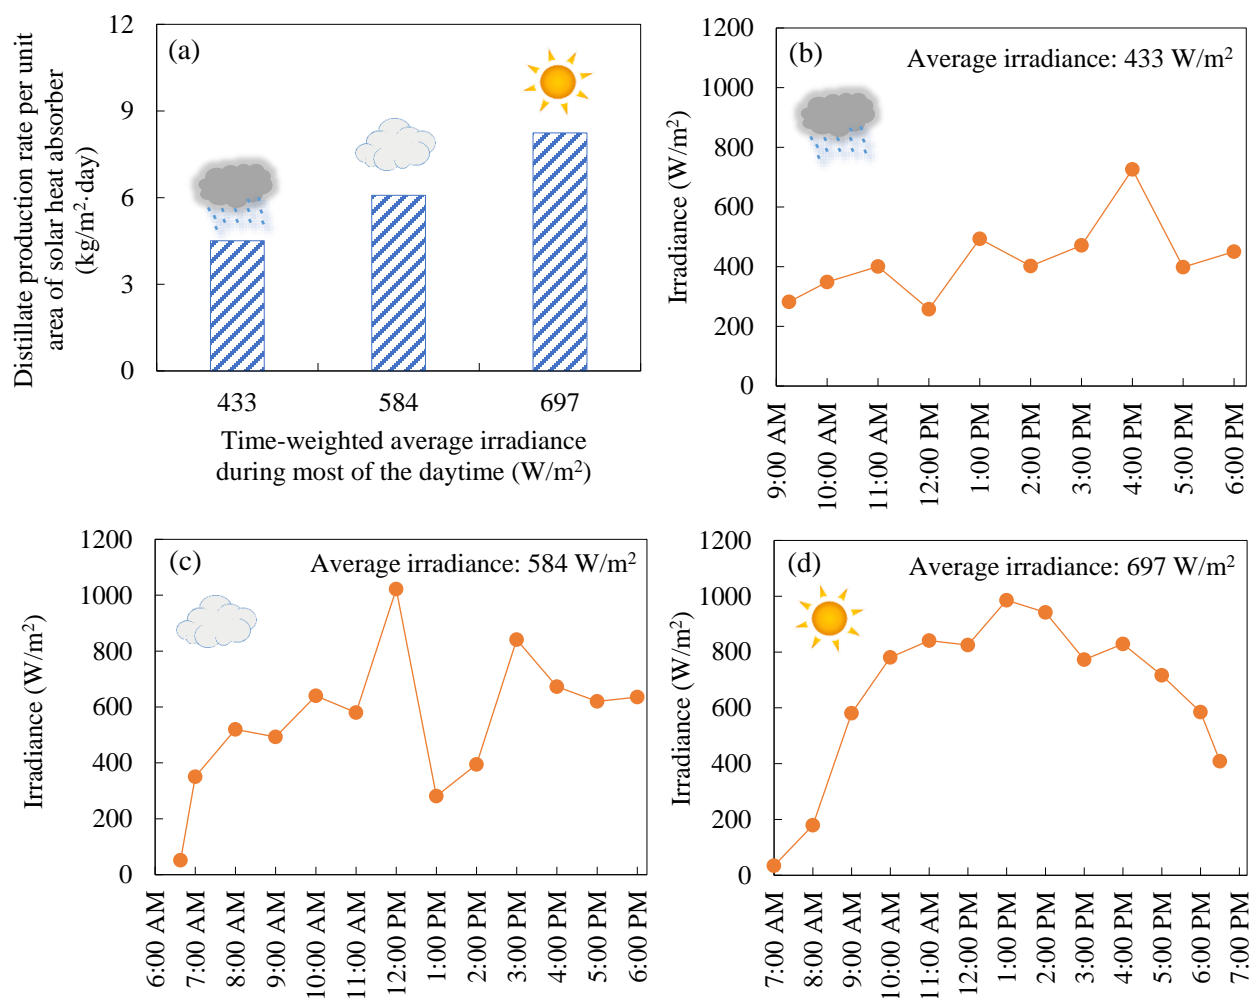 (a)
Distillate production rate per unit
area of solar heat absorber
(kg/m²·day)
12
9
6
3
0
433 584 697
Time-weighted average irradiance
during most of the daytime (W/m²)
(b)
Average irradiance: 433 W/m²
Irradiance (W/m²)
1200
1000
800
600
400
200
0
9:00 AM
10:00 AM
11:00 AM
12:00 PM
1:00 PM
2:00 PM
3:00 PM
4:00 PM
5:00 PM
6:00 PM
(c)
Average irradiance: 584 W/m²
Irradiance (W/m²)
1200
1000
800
600
400
200
0
6:00 AM
7:00 AM
8:00 AM
9:00 AM
10:00 AM
11:00 AM
12:00 PM
1:00 PM
2:00 PM
3:00 PM
4:00 PM
5:00 PM
6:00 PM
(d)
Average irradiance: 697 W/m²
Irradiance (W/m²)
1200
1000
800
600
400
200
0
7:00 AM
8:00 AM
9:00 AM
10:00 AM
11:00 AM
12:00 PM
1:00 PM
2:00 PM
3:00 PM
4:00 PM
5:00 PM
6:00 PM
7:00 PM